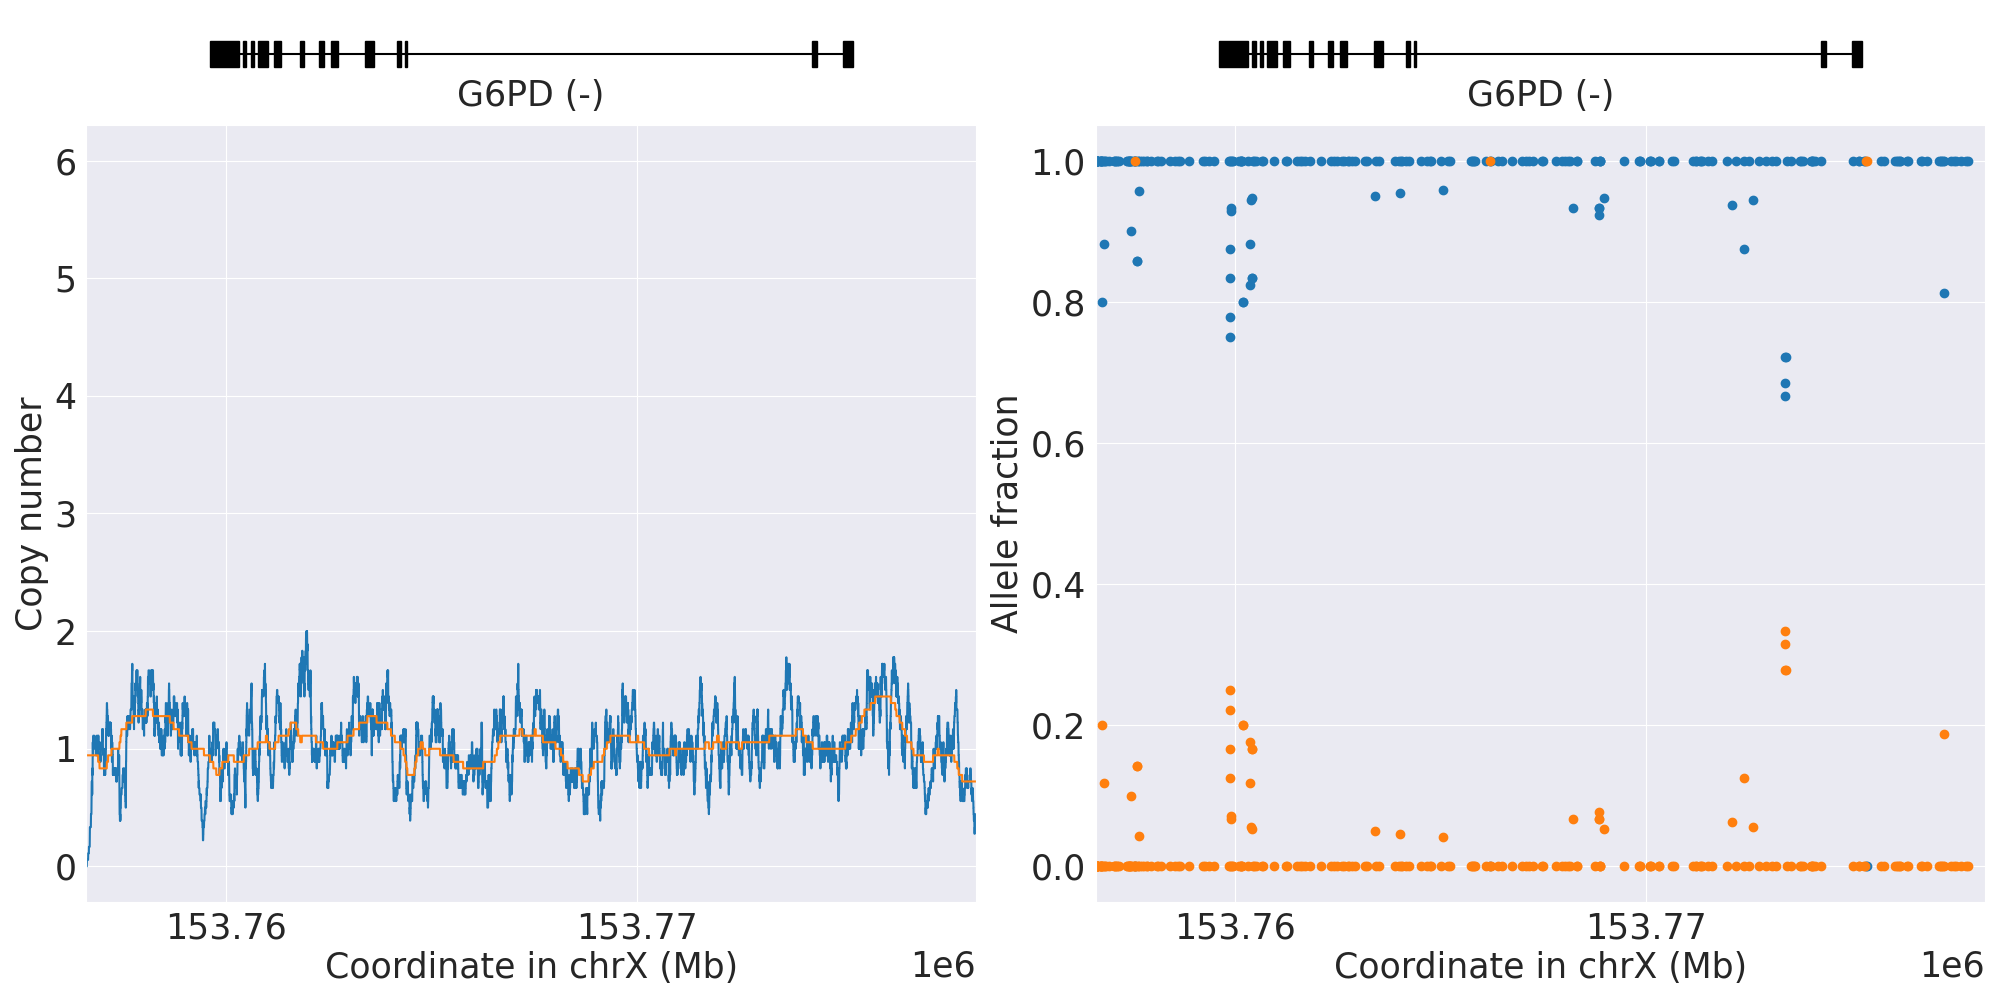 G6PD (-)
G6PD (-)
Copy number
6
5
4
3
2
1
0
153.76
153.77
Coordinate in chrX (Mb)
1e6
Allele fraction
1.0
0.8
0.6
0.4
0.2
0.0
153.76
153.77
Coordinate in chrX (Mb)
1e6